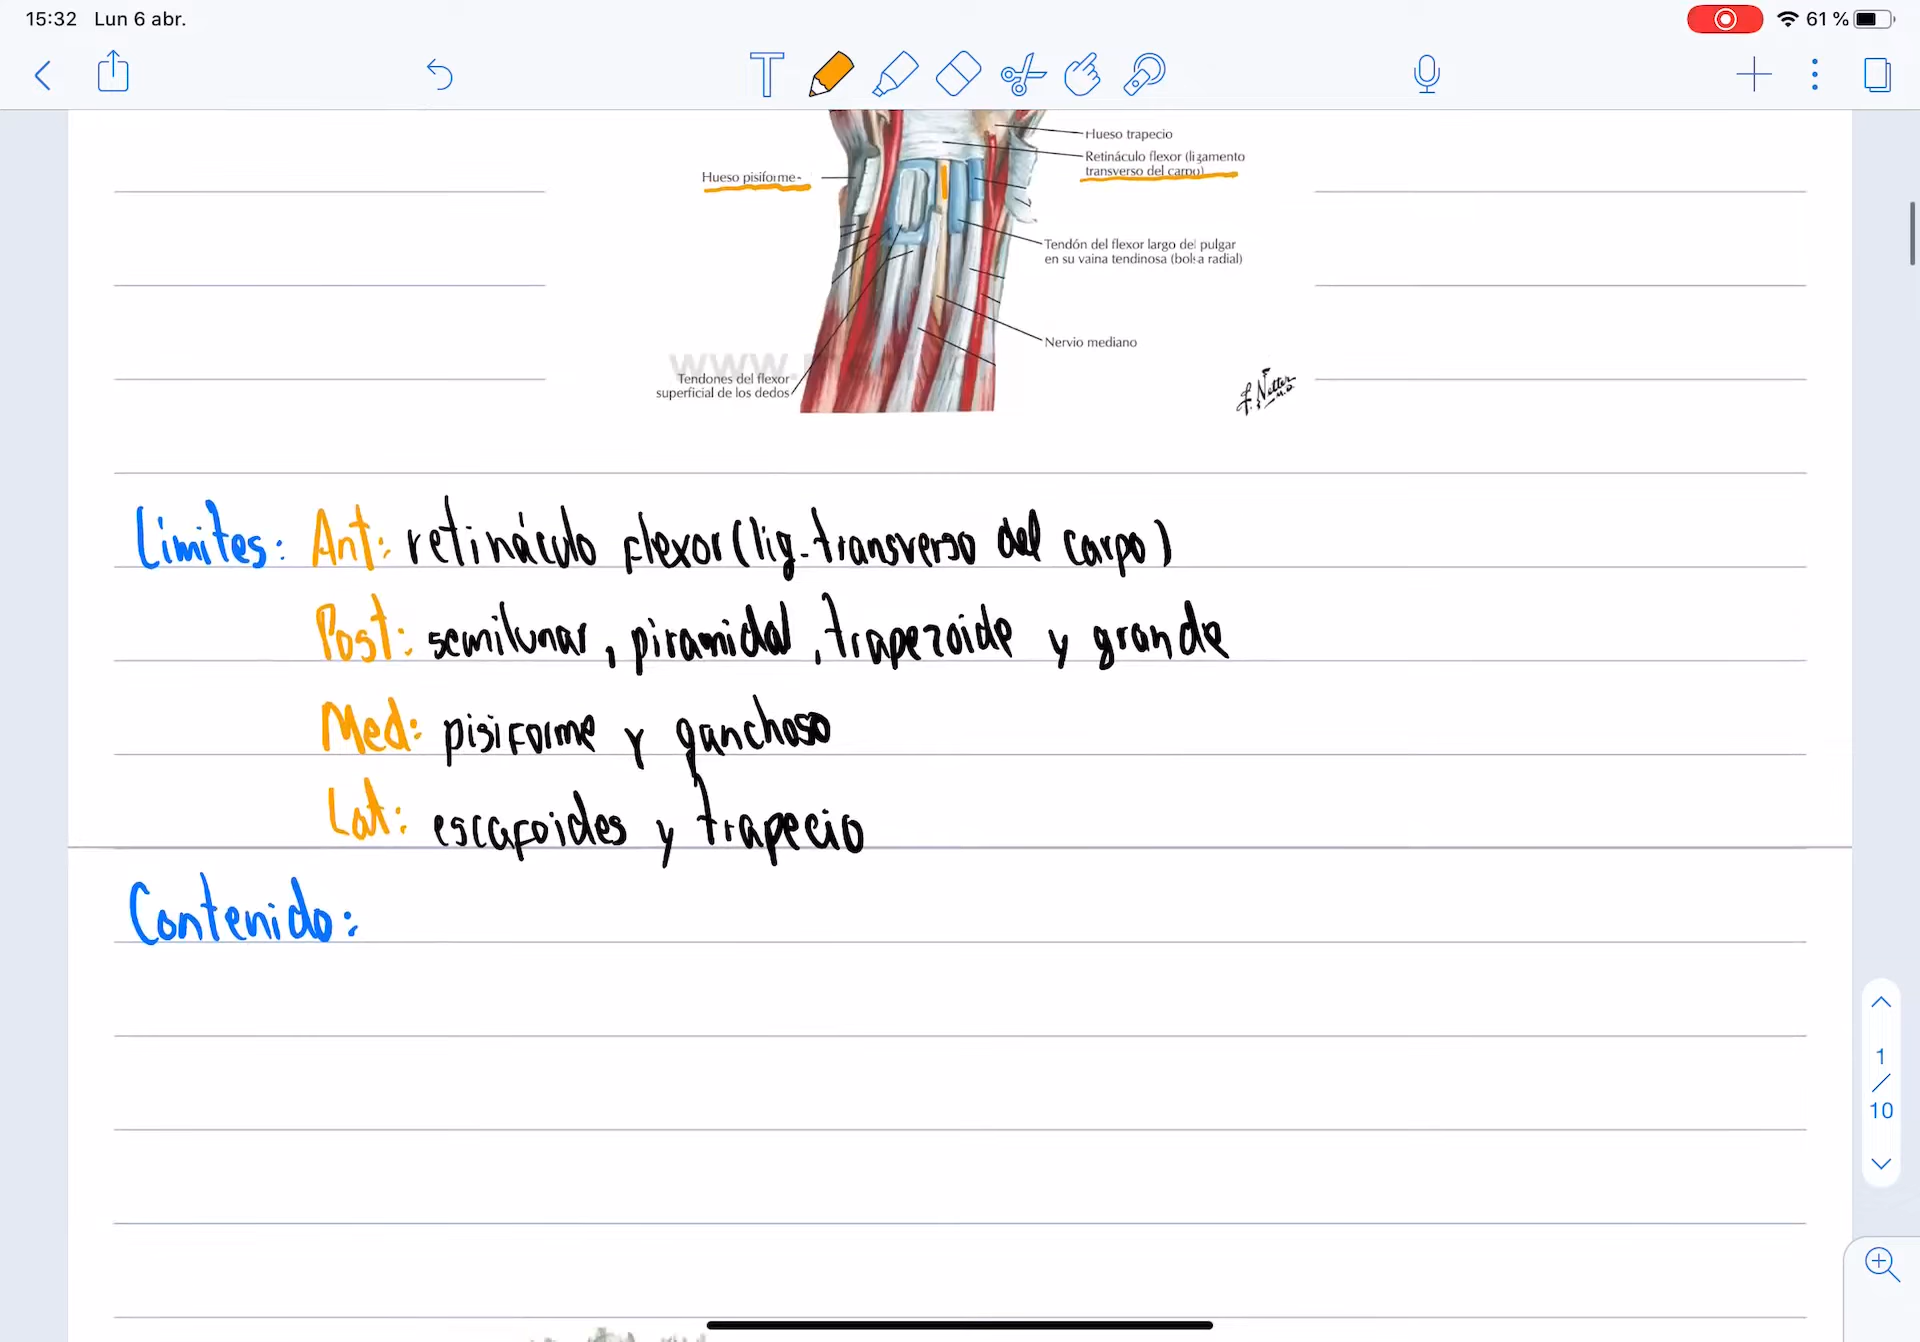 15:32 Lun 6 abr. 61 %
Hueso trapecio
Retináculo flexor (ligamento
transverso del carpo)
Hueso pisiforme
Tendón del flexor largo del pulgar
en su vaina tendinosa (bolsa radial)
Nervio mediano
www.
Tendones del flexor
superficial de los dedos
F. Netter M.D.
Límites: Ant: retináculo flexor (lig. transverso del carpo)
Post: semilunar, piramidal, trapezoide y grande
Med: pisiforme y ganchoso
Lat: escafoides y trapecio
Contenido:
1
/
10